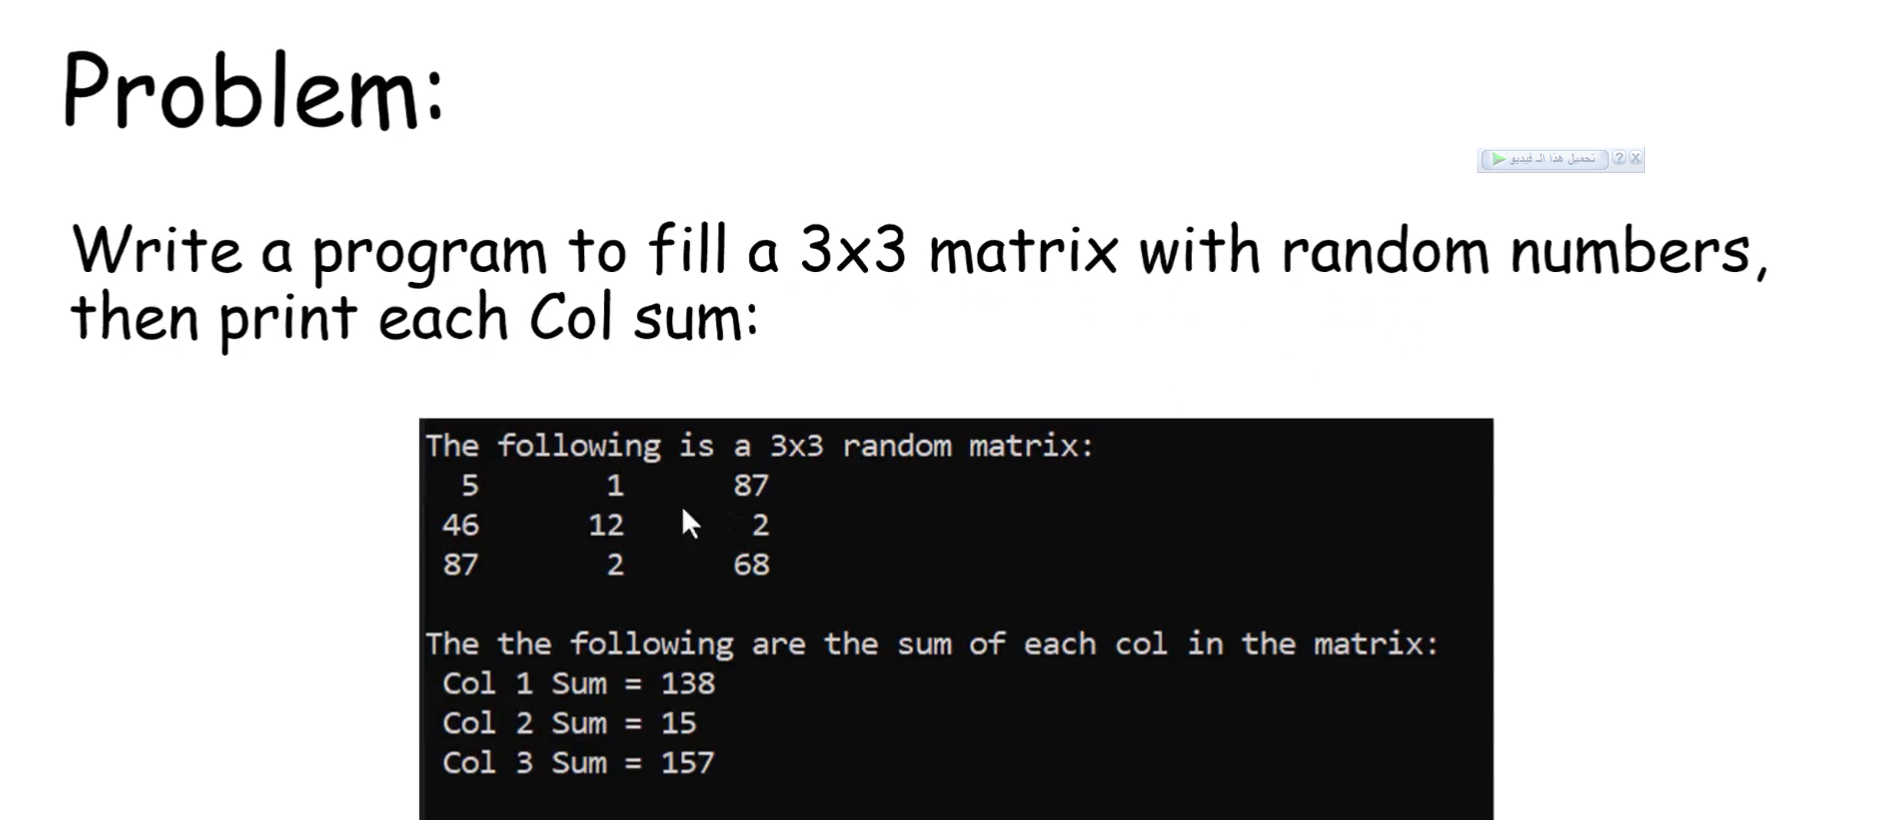 Problem:
تحميل هذا الـ فيديو ? X
Write a program to fill a 3x3 matrix with random numbers,
then print each Col sum:
The following is a 3x3 random matrix:
5 1 87
46 12 2
87 2 68
The the following are the sum of each col in the matrix:
Col 1 Sum = 138
Col 2 Sum = 15
Col 3 Sum = 157